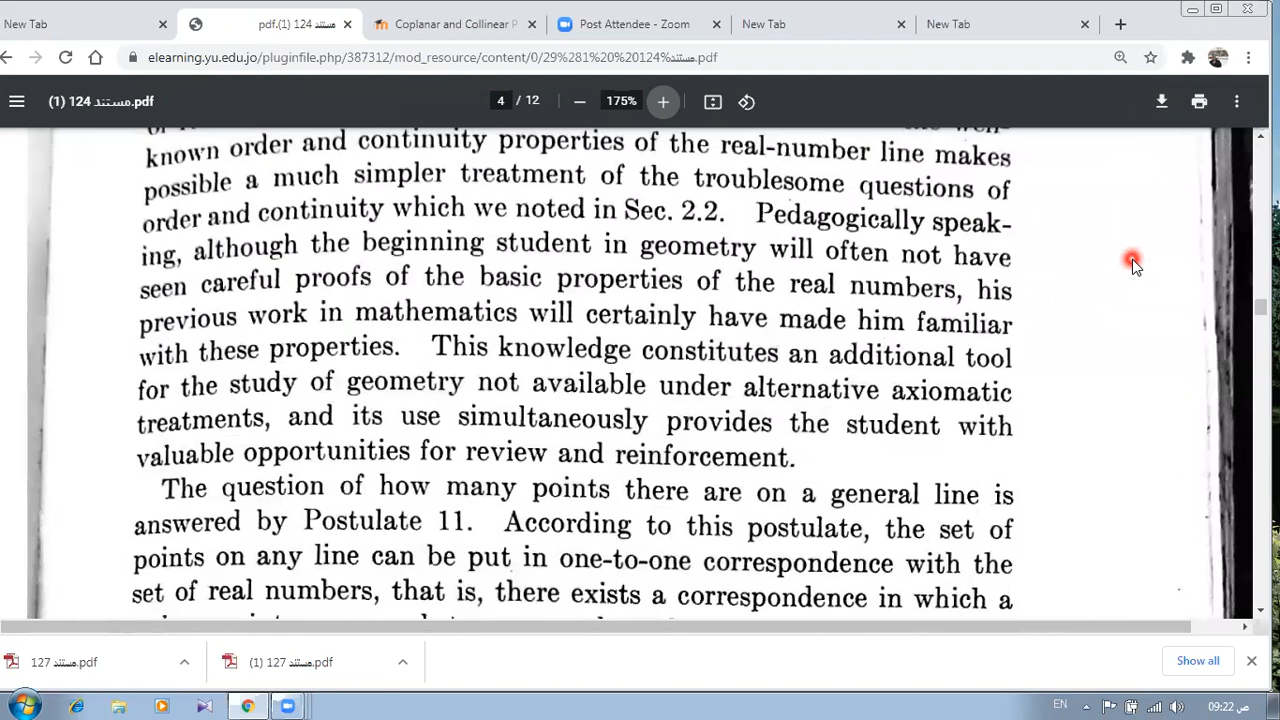 New Tab
pdf.(1) 124 مستند
Coplanar and Collinear P
Post Attendee - Zoom
New Tab
New Tab
elearning.yu.edu.jo/pluginfile.php/387312/mod_resource/content/0/29%281%20%20124%مستند.pdf
(1) 124 مستند.pdf
4 / 12
175%
known order and continuity properties of the real-number line makes
possible a much simpler treatment of the troublesome questions of
order and continuity which we noted in Sec. 2.2. Pedagogically speak-
ing, although the beginning student in geometry will often not have
seen careful proofs of the basic properties of the real numbers, his
previous work in mathematics will certainly have made him familiar
with these properties. This knowledge constitutes an additional tool
for the study of geometry not available under alternative axiomatic
treatments, and its use simultaneously provides the student with
valuable opportunities for review and reinforcement.
The question of how many points there are on a general line is
answered by Postulate 11. According to this postulate, the set of
points on any line can be put in one-to-one correspondence with the
set of real numbers, that is, there exists a correspondence in which a
127 مستند.pdf
(1) 127 مستند.pdf
Show all
EN
09:22 ص